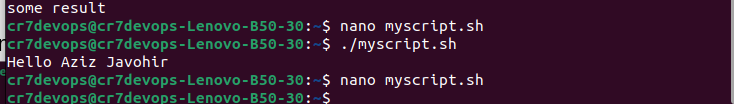 some result
cr7devops@cr7devops-Lenovo-B50-30:~$ nano myscript.sh
cr7devops@cr7devops-Lenovo-B50-30:~$ ./myscript.sh
Hello Aziz Javohir
cr7devops@cr7devops-Lenovo-B50-30:~$ nano myscript.sh
cr7devops@cr7devops-Lenovo-B50-30:~$